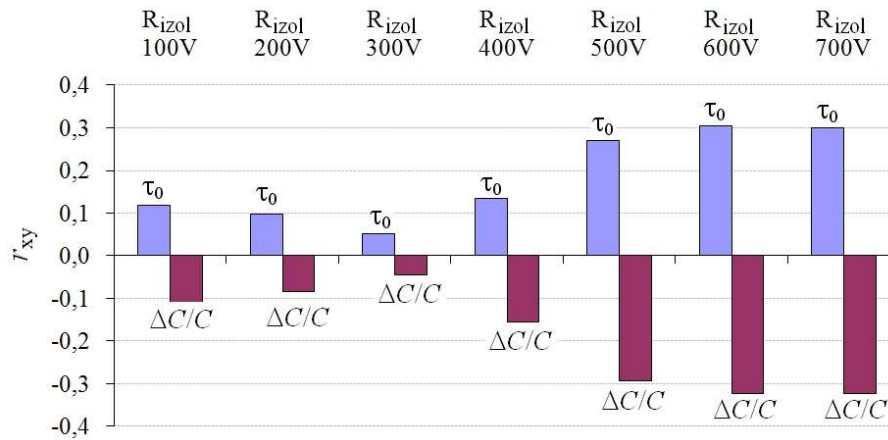 R_izol R_izol R_izol R_izol R_izol R_izol R_izol
100V 200V 300V 400V 500V 600V 700V
0,4
0,3
0,2
0,1
0,0
-0,1
-0,2
-0,3
-0,4
r_xy
τ₀ τ₀ τ₀ τ₀ τ₀ τ₀ τ₀
ΔC/C ΔC/C ΔC/C ΔC/C ΔC/C ΔC/C ΔC/C